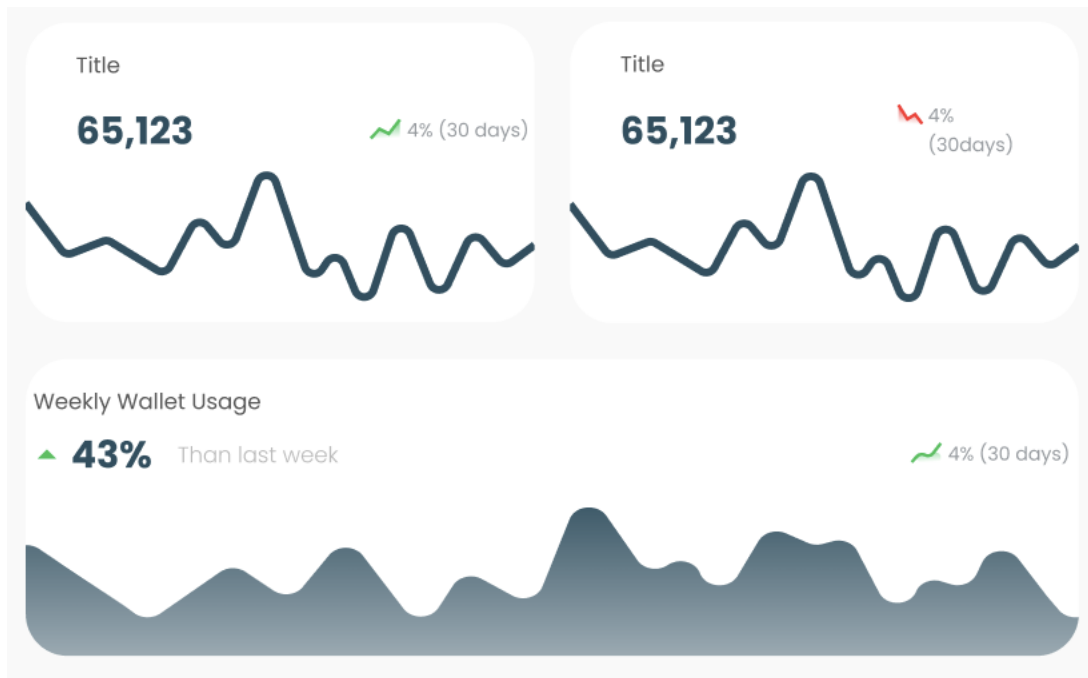 Title
65,123
4% (30 days)
Title
65,123
4%
(30days)
Weekly Wallet Usage
43%
Than last week
4% (30 days)